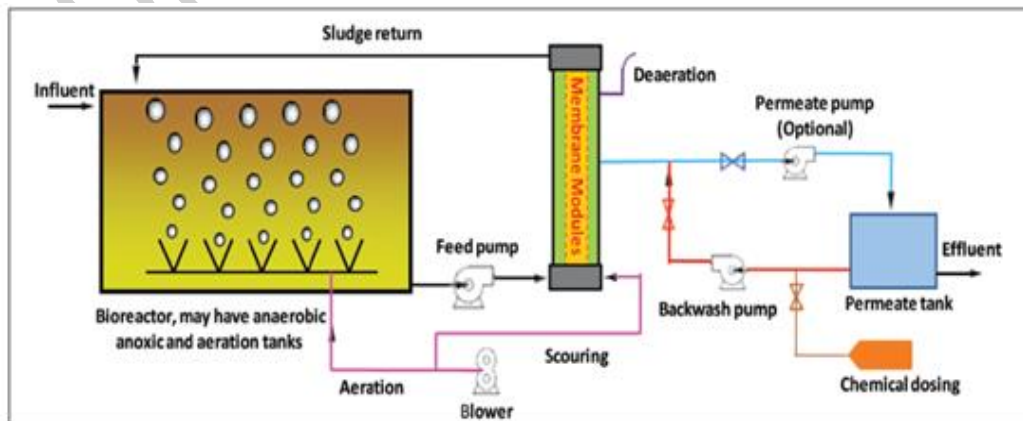 Sludge return
Influent
Deaeration
Membrane Modules
Permeate pump
(Optional)
Feed pump
Effluent
Bioreactor, may have anaerobic
anoxic and aeration tanks
Backwash pump
Permeate tank
Scouring
Aeration
Blower
Chemical dosing